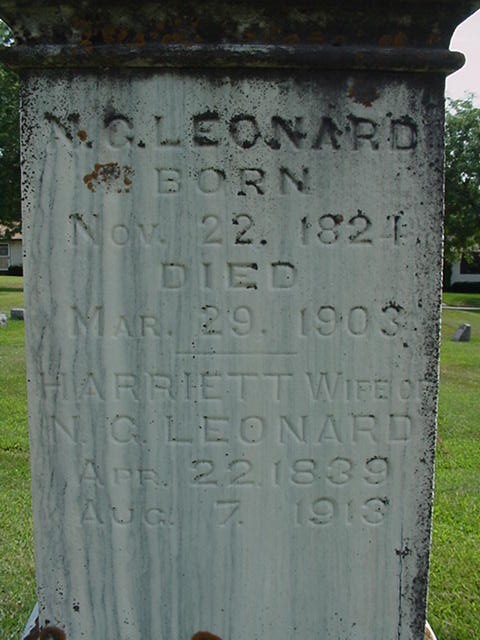 N. G. LEONARD
BORN
NOV. 22. 1824.
DIED
MAR. 29. 1903.
HARRIETT WIFE OF
N. G. LEONARD
APR. 22. 1839
AUG. 7. 1913